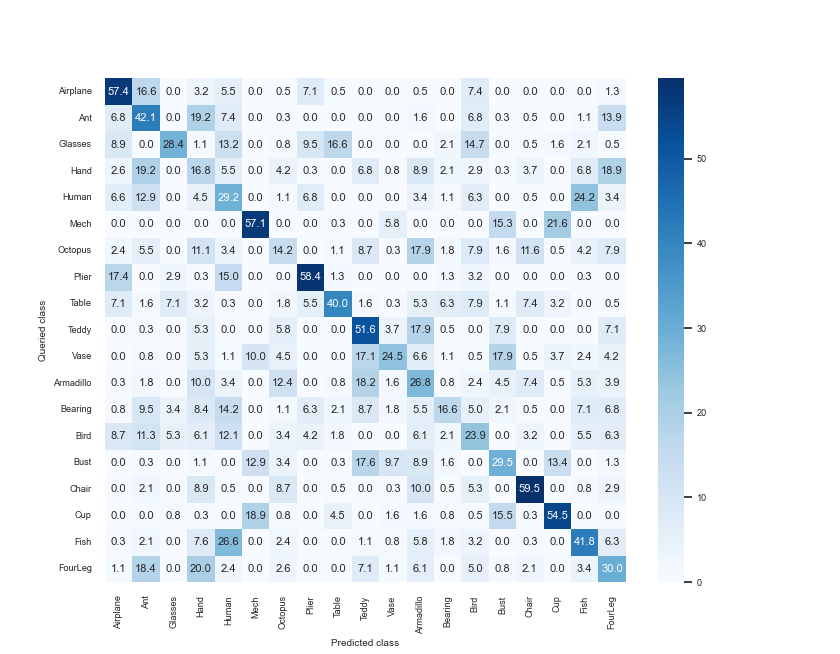 Airplane 57.4 16.6 0.0 3.2 5.5 0.0 0.5 7.1 0.5 0.0 0.5 0.0 7.4 0.0 0.0 0.0 0.0 1.3
Ant 6.8 42.1 0.0 19.2 7.4 0.0 0.3 0.0 0.0 0.0 0.0 1.6 0.0 6.8 0.3 0.5 0.0 1.1 13.9
Glasses 8.9 0.0 28.4 1.1 13.2 0.0 0.8 9.5 16.6 0.0 0.0 0.0 2.1 14.7 0.0 0.5 1.6 2.1 0.5
Hand 2.6 19.2 0.0 16.8 5.5 0.0 4.2 0.3 0.0 6.8 0.8 8.9 2.1 2.9 0.3 3.7 0.0 6.8 18.9
Human 6.6 12.9 0.0 4.5 29.2 0.0 1.1 6.8 0.0 0.0 0.0 3.4 1.1 6.3 0.0 0.5 0.0 24.2 3.4
Mech 0.0 0.0 0.0 0.0 0.0 57.1 0.0 0.0 0.3 0.0 5.8 0.0 0.0 0.0 15.3 0.0 21.6 0.0 0.0
Octopus 2.4 5.5 0.0 11.1 3.4 0.0 14.2 0.0 1.1 8.7 0.3 17.9 1.8 7.9 1.6 11.6 0.5 4.2 7.9
Plier 17.4 0.0 2.9 0.3 15.0 0.0 0.0 58.4 1.3 0.0 0.0 0.0 1.3 3.2 0.0 0.0 0.0 0.3 0.0
Table 7.1 1.6 7.1 3.2 0.3 0.0 1.8 5.5 40.0 1.6 0.3 5.3 6.3 7.9 1.1 7.4 3.2 0.0 0.5
Teddy 0.0 0.3 0.0 5.3 0.0 0.0 5.8 0.0 0.0 51.6 3.7 17.9 0.5 0.0 7.9 0.0 0.0 0.0 7.1
Vase 0.0 0.8 0.0 5.3 1.1 10.0 4.5 0.0 0.0 17.1 24.5 6.6 1.1 0.5 17.9 0.5 3.7 2.4 4.2
Armadillo 0.3 1.8 0.0 10.0 3.4 0.0 12.4 0.0 0.8 18.2 1.6 26.8 0.8 2.4 4.5 7.4 0.5 5.3 3.9
Bearing 0.8 9.5 3.4 8.4 14.2 0.0 1.1 6.3 2.1 8.7 1.8 5.5 16.6 5.0 2.1 0.5 0.0 7.1 6.8
Bird 8.7 11.3 5.3 6.1 12.1 0.0 3.4 4.2 1.8 0.0 0.0 6.1 2.1 23.9 0.0 3.2 0.0 5.5 6.3
Bust 0.0 0.3 0.0 1.1 0.0 12.9 3.4 0.0 0.3 17.6 9.7 8.9 1.6 0.0 29.5 0.0 13.4 0.0 1.3
Chair 0.0 2.1 0.0 8.9 0.5 0.0 8.7 0.0 0.5 0.0 0.3 10.0 0.5 5.3 0.0 59.5 0.0 0.8 2.9
Cup 0.0 0.0 0.8 0.3 0.0 18.9 0.8 0.0 4.5 0.0 1.6 1.6 0.8 0.5 15.5 0.3 54.5 0.0 0.0
Fish 0.3 2.1 0.0 7.6 26.6 0.0 2.4 0.0 0.0 1.1 0.8 5.8 1.8 3.2 0.0 0.3 0.0 41.8 6.3
FourLeg 1.1 18.4 0.0 20.0 2.4 0.0 2.6 0.0 0.0 7.1 1.1 6.1 0.0 5.0 0.8 2.1 0.0 3.4 30.0
Queried class
Airplane Ant Glasses Hand Human Mech Octopus Plier Table Teddy Vase Armadillo Bearing Bird Bust Chair Cup Fish FourLeg
Predicted class
50
40
30
20
10
0